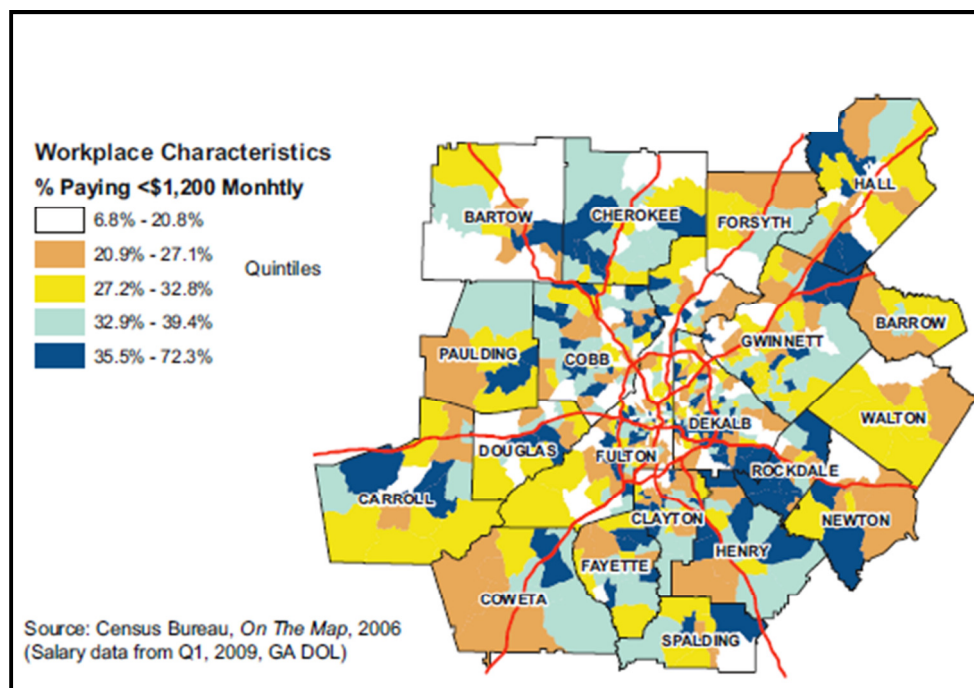 Workplace Characteristics
% Paying <$1,200 Monhtly
6.8% - 20.8%
20.9% - 27.1%
27.2% - 32.8%
32.9% - 39.4%
35.5% - 72.3%
Quintiles
HALL
BARTOW
CHEROKEE
FORSYTH
BARROW
GWINNETT
PAULDING
COBB
WALTON
DEKALB
DOUGLAS
FULTON
ROCKDALE
CARROLL
CLAYTON
NEWTON
HENRY
FAYETTE
COWETA
SPALDING
Source: Census Bureau, On The Map, 2006
(Salary data from Q1, 2009, GA DOL)